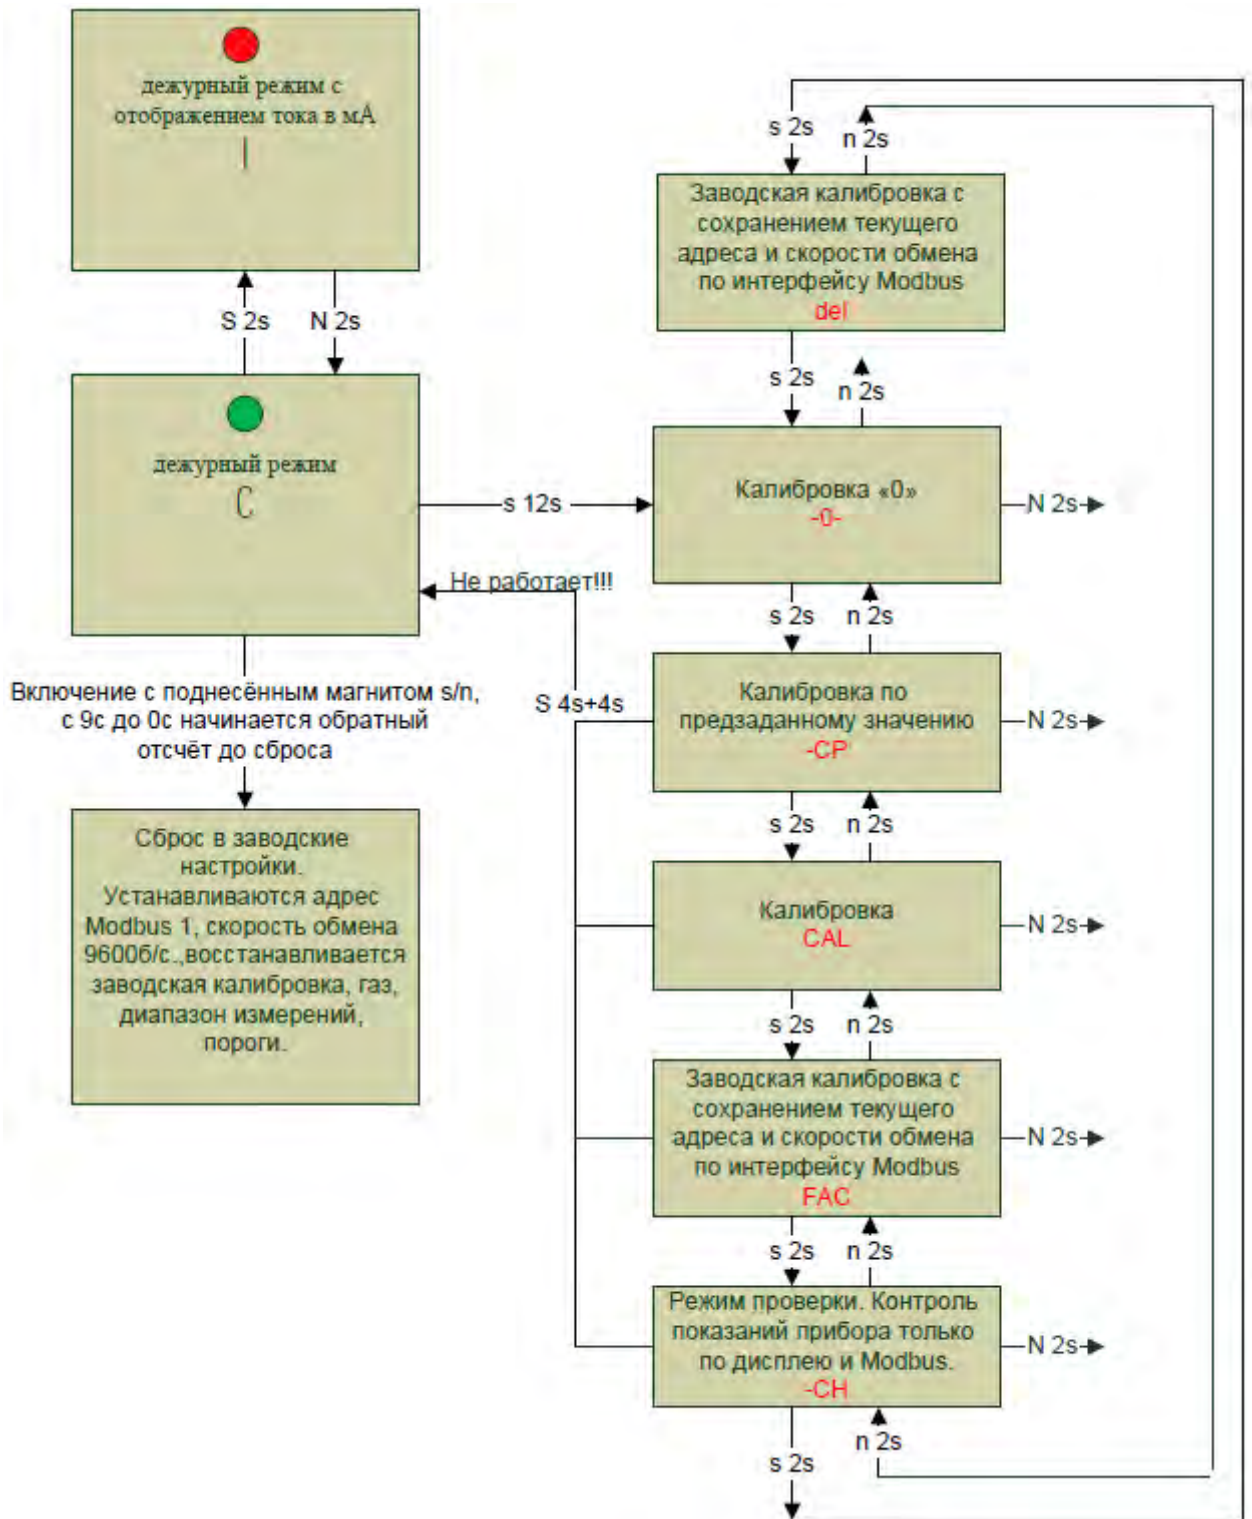 дежурный режим с
отображением тока в мА
I
S 2s
N 2s
дежурный режим
C
Включение с поднесённым магнитом s/n,
с 9с до 0с начинается обратный
отсчёт до сброса
Сброс в заводские
настройки.
Устанавливаются адрес
Modbus 1, скорость обмена
9600б/с.,восстанавливается
заводская калибровка, газ,
диапазон измерений,
пороги.
s 12s
Не работает!!!
S 4s+4s
s 2s
n 2s
Заводская калибровка с
сохранением текущего
адреса и скорости обмена
по интерфейсу Modbus
del
s 2s
n 2s
Калибровка «0»
-0-
N 2s
s 2s
n 2s
Калибровка по
предзаданному значению
-CP
N 2s
s 2s
n 2s
Калибровка
CAL
N 2s
s 2s
n 2s
Заводская калибровка с
сохранением текущего
адреса и скорости обмена
по интерфейсу Modbus
FAC
N 2s
s 2s
n 2s
Режим проверки. Контроль
показаний прибора только
по дисплею и Modbus.
-CH
N 2s
n 2s
s 2s